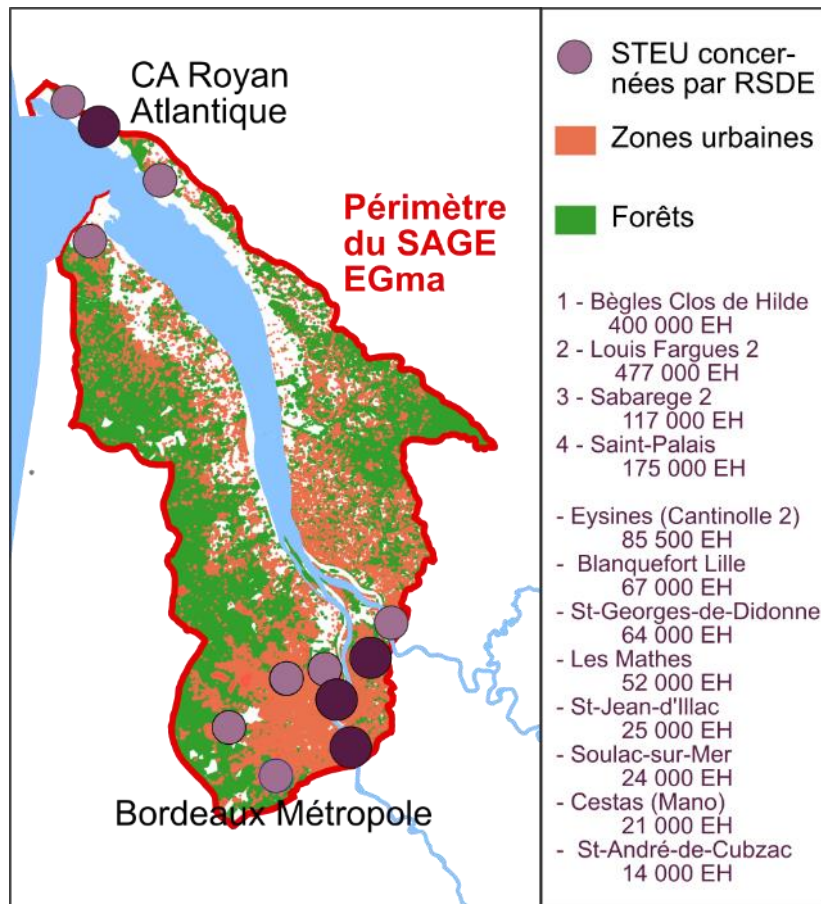 CA Royan
Atlantique
Périmètre
du SAGE
EGma
Bordeaux Métropole
STEU concer-
nées par RSDE
Zones urbaines
Forêts
1 - Bègles Clos de Hilde
400 000 EH
2 - Louis Fargues 2
477 000 EH
3 - Sabarege 2
117 000 EH
4 - Saint-Palais
175 000 EH
- Eysines (Cantinolle 2)
85 500 EH
- Blanquefort Lille
67 000 EH
- St-Georges-de-Didonne
64 000 EH
- Les Mathes
52 000 EH
- St-Jean-d'Illac
25 000 EH
- Soulac-sur-Mer
24 000 EH
- Cestas (Mano)
21 000 EH
- St-André-de-Cubzac
14 000 EH